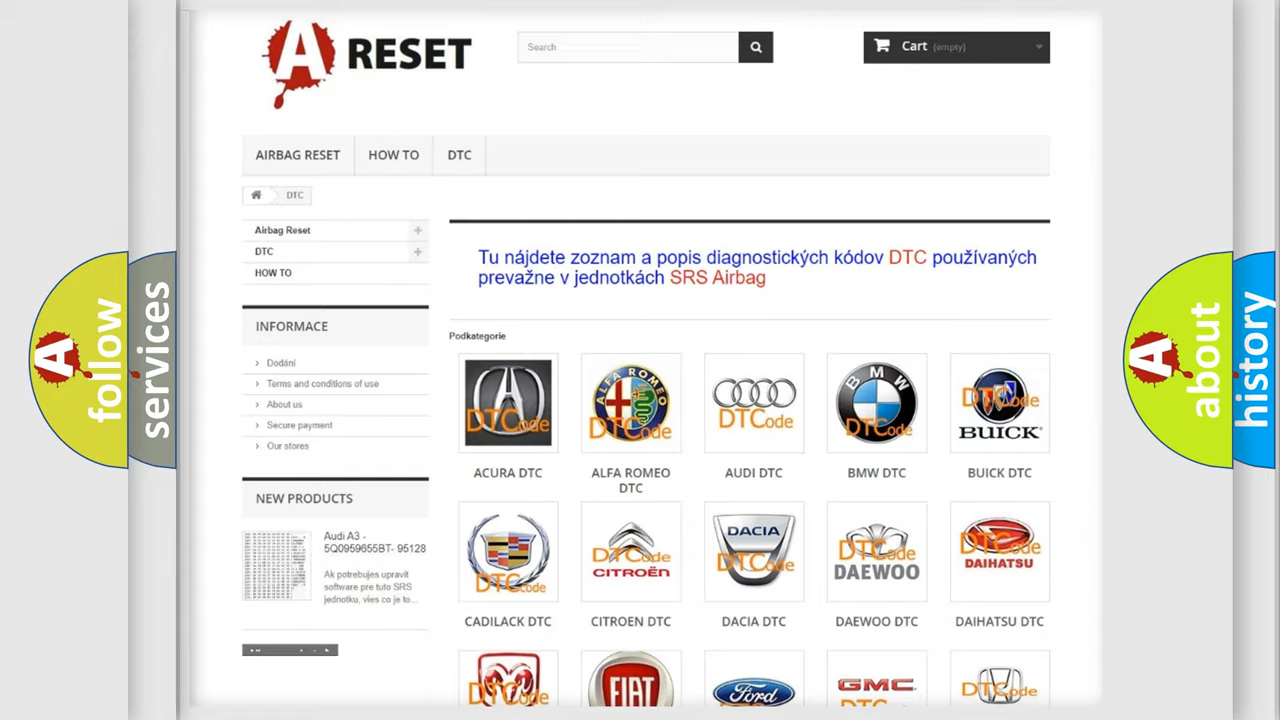 A RESET
Search
Cart (empty)
AIRBAG RESET
HOW TO
DTC
DTC
Airbag Reset
DTC
HOW TO
INFORMACE
Dodání
Terms and conditions of use
About us
Secure payment
Our stores
NEW PRODUCTS
Audi A3 -
5Q0959655BT- 95128
Ak potrebujes upravit
software pre tuto SRS
jednotku, vies co je to...
Tu nájdete zoznam a popis diagnostických kódov DTC používaných
prevažne v jednotkách SRS Airbag
Podkategorie
DTCode
ALFA ROMEO
DTCode
DTCode
BMW
DTCode
DTCode
BUICK
ACURA DTC
ALFA ROMEO
DTC
AUDI DTC
BMW DTC
BUICK DTC
DTCode
DTCode
CITROËN
DACIA
DTCode
DTCode
DAEWOO
DTCode
DAIHATSU
CADILACK DTC
CITROEN DTC
DACIA DTC
DAEWOO DTC
DAIHATSU DTC
DTCode
FIAT
Ford
GMC
DTCode
A follow
services
A about
history